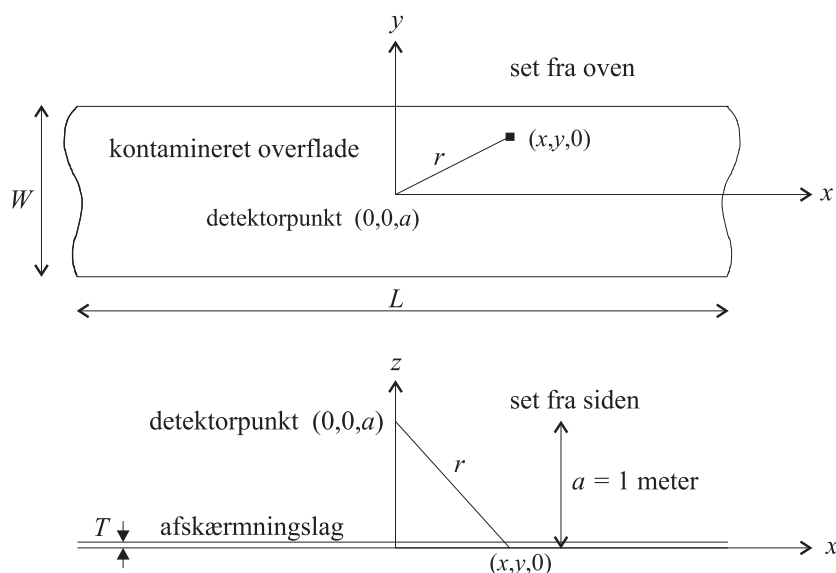 y
set fra oven
kontamineret overflade
r
(x,y,0)
W
x
detektorpunkt (0,0,a)
L
z
set fra siden
detektorpunkt (0,0,a)
r
a = 1 meter
T
afskærmningslag
x
(x,y,0)